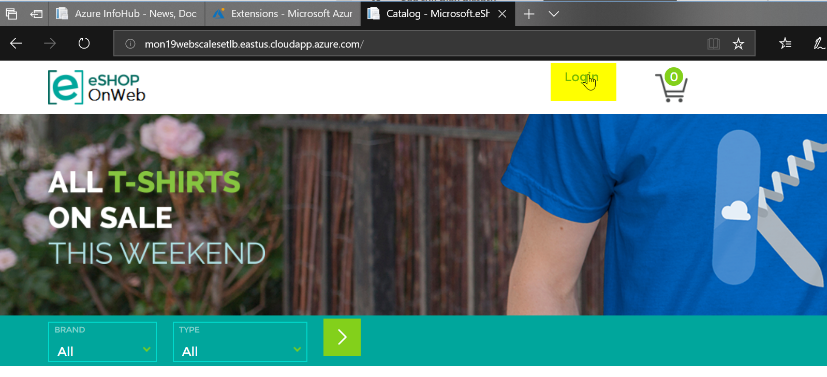 Azure InfoHub - News, Doc
Extensions - Microsoft Azur
Catalog - Microsoft.eSh
mon19webscalesetlb.eastus.cloudapp.azure.com/
eSHOP
OnWeb
Login
0
ALL T-SHIRTS
ON SALE
THIS WEEKEND
BRAND
All
TYPE
All